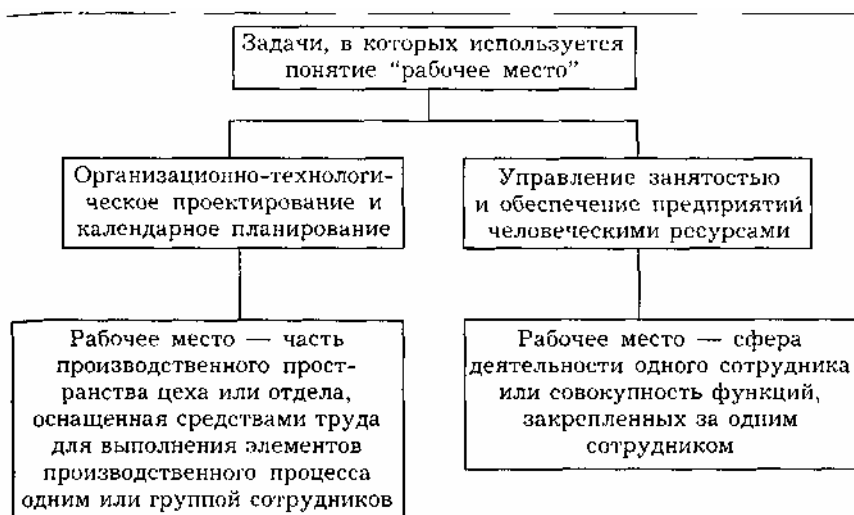 Задачи, в которых используется
понятие “рабочее место”
Организационно-технологи-
ческое проектирование и
календарное планирование
Управление занятостью
и обеспечение предприятий
человеческими ресурсами
Рабочее место — часть
производственного прост-
ранства цеха или отдела,
оснащенная средствами труда
для выполнения элементов
производственного процесса
одним или группой сотрудников
Рабочее место — сфера
деятельности одного сотрудника
или совокупность функций,
закрепленных за одним
сотрудником